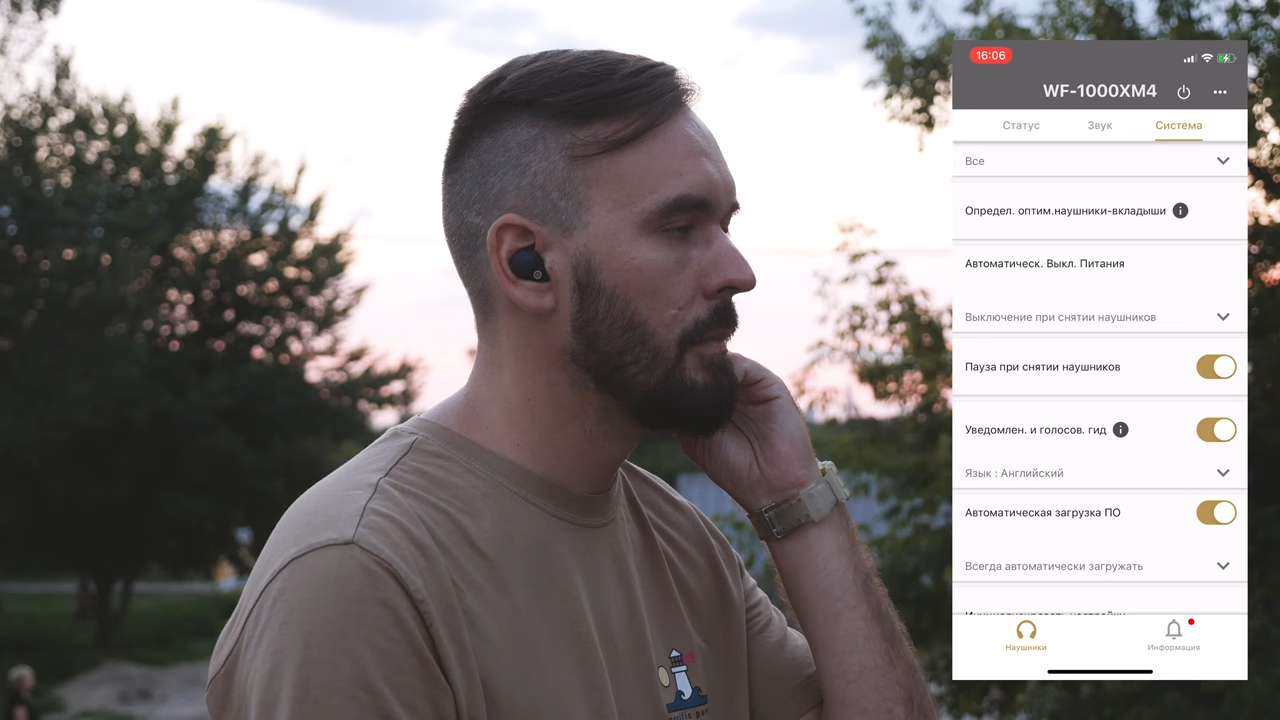 16:06
WF-1000XM4
Статус Звук Система
Все
Определ. оптим.наушники-вкладыши
Автоматическ. Выкл. Питания
Выключение при снятии наушников
Пауза при снятии наушников
Уведомлен. и голосов. гид
Язык : Английский
Автоматическая загрузка ПО
Всегда автоматически загружать
Наушники Информация